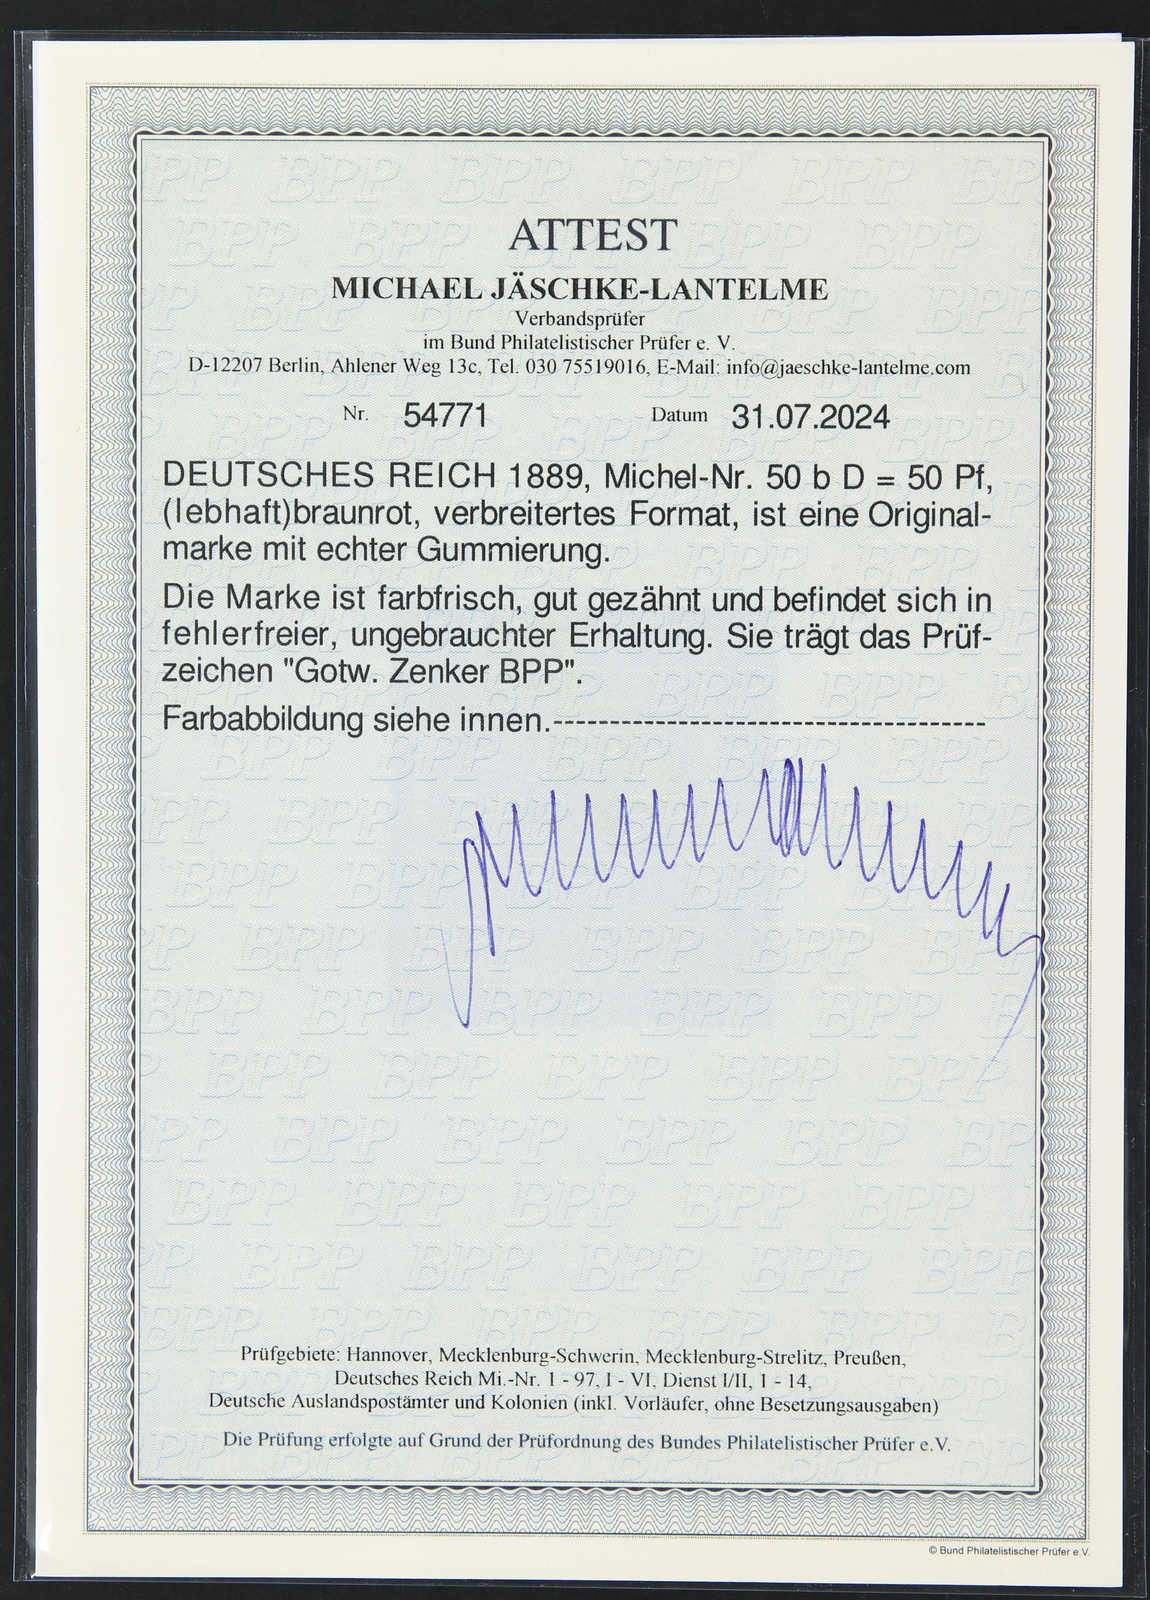 ATTEST
MICHAEL JÄSCHKE-LANTELME
Verbandsprüfer
im Bund Philatelistischer Prüfer e. V.
D-12207 Berlin, Ahlener Weg 13c, Tel. 030 75519016, E-Mail: info@jaeschke-lantelme.com
Nr. 54771 Datum 31.07.2024
DEUTSCHES REICH 1889, Michel-Nr. 50 b D = 50 Pf,
(lebhaft)braunrot, verbreitertes Format, ist eine Original-
marke mit echter Gummierung.
Die Marke ist farbfrisch, gut gezähnt und befindet sich in
fehlerfreier, ungebrauchter Erhaltung. Sie trägt das Prüf-
zeichen "Gotw. Zenker BPP".
Farbabbildung siehe innen.--------------------------------------
Prüfgebiete: Hannover, Mecklenburg-Schwerin, Mecklenburg-Strelitz, Preußen,
Deutsches Reich Mi.-Nr. 1 - 97, I - VI, Dienst I/II, 1 - 14,
Deutsche Auslandspostämter und Kolonien (inkl. Vorläufer, ohne Besetzungsausgaben)
Die Prüfung erfolgte auf Grund der Prüfordnung des Bundes Philatelistischer Prüfer e.V.
© Bund Philatelistischer Prüfer e.V.